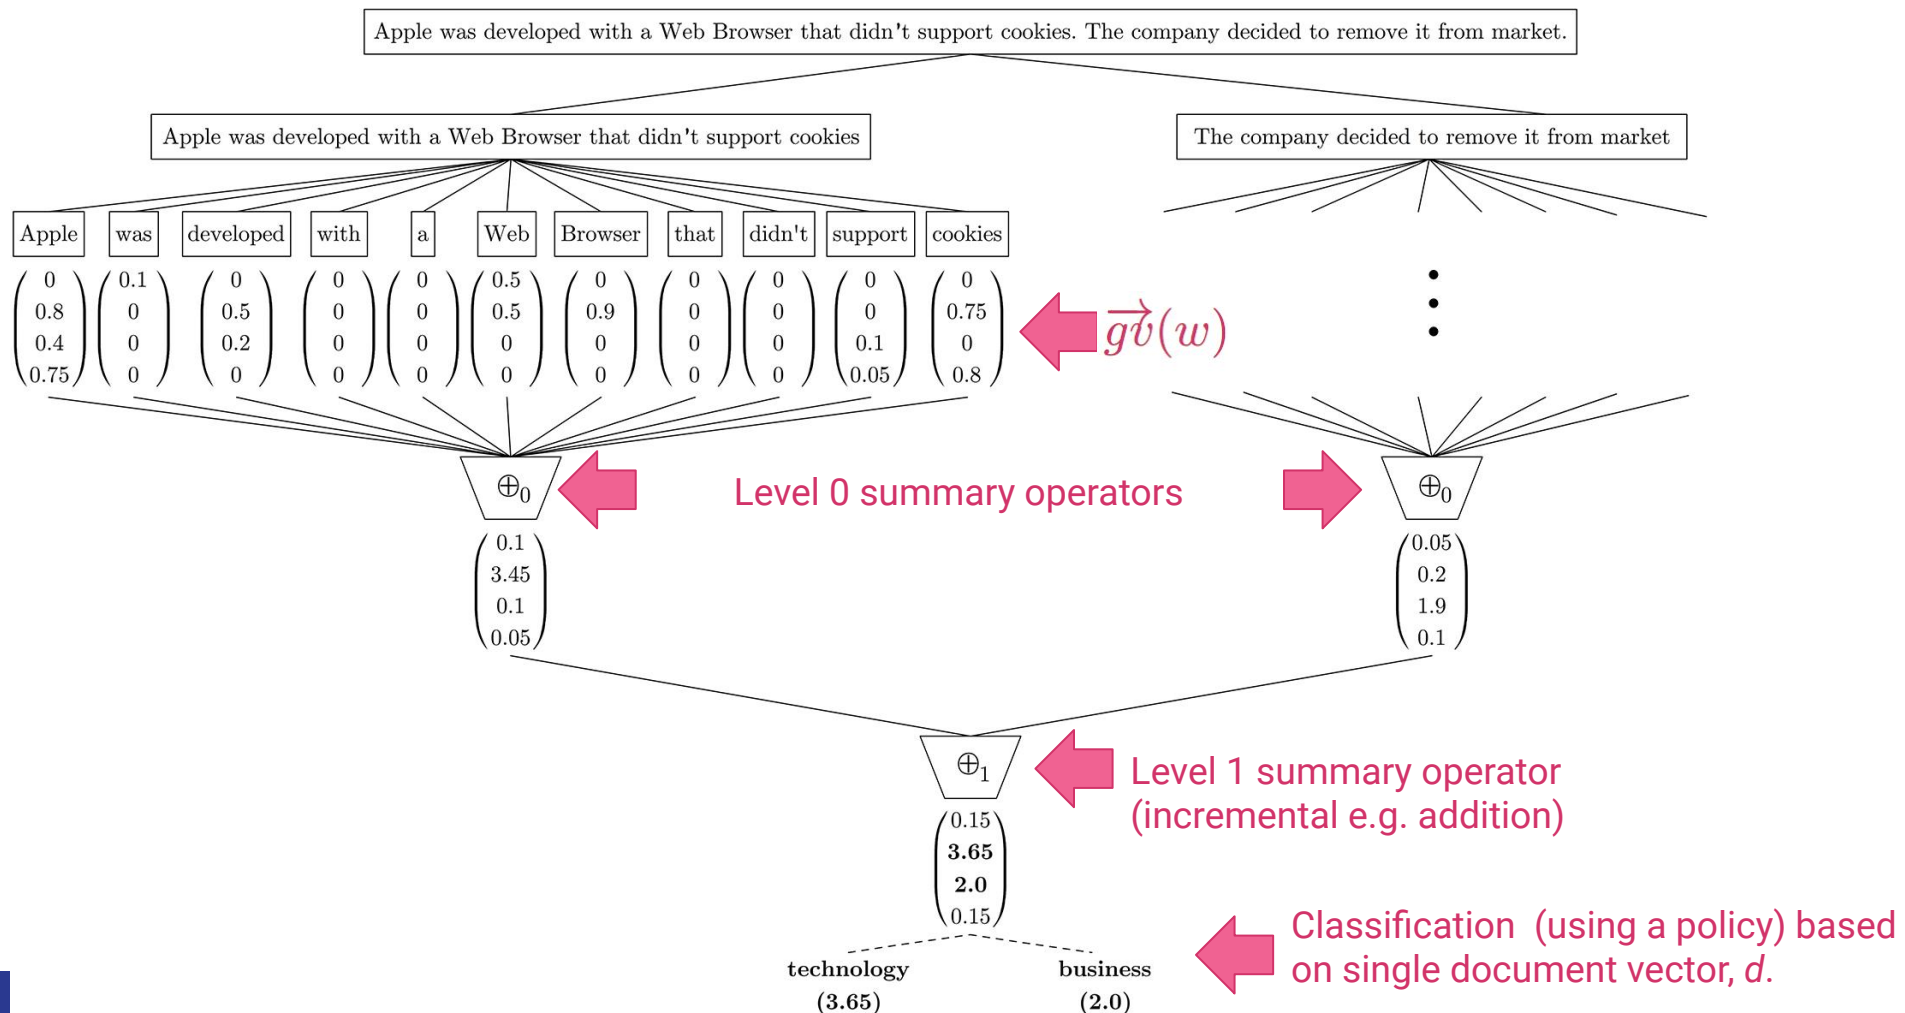 Apple was developed with a Web Browser that didn't support cookies. The company decided to remove it from market.
Apple was developed with a Web Browser that didn't support cookies
The company decided to remove it from market
Apple was developed with a Web Browser that didn't support cookies
0 0.1 0 0 0 0.5 0 0 0 0 0
0.8 0 0.5 0 0 0.5 0.9 0 0 0 0.75
0.4 0 0.2 0 0 0 0 0 0 0.1 0
0.75 0 0 0 0 0 0 0 0 0.05 0.8
gv(w)
⊕0
Level 0 summary operators
⊕0
0.1
3.45
0.1
0.05
0.05
0.2
1.9
0.1
⊕1
Level 1 summary operator
(incremental e.g. addition)
0.15
3.65
2.0
0.15
technology
(3.65)
business
(2.0)
Classification (using a policy) based
on single document vector, d.